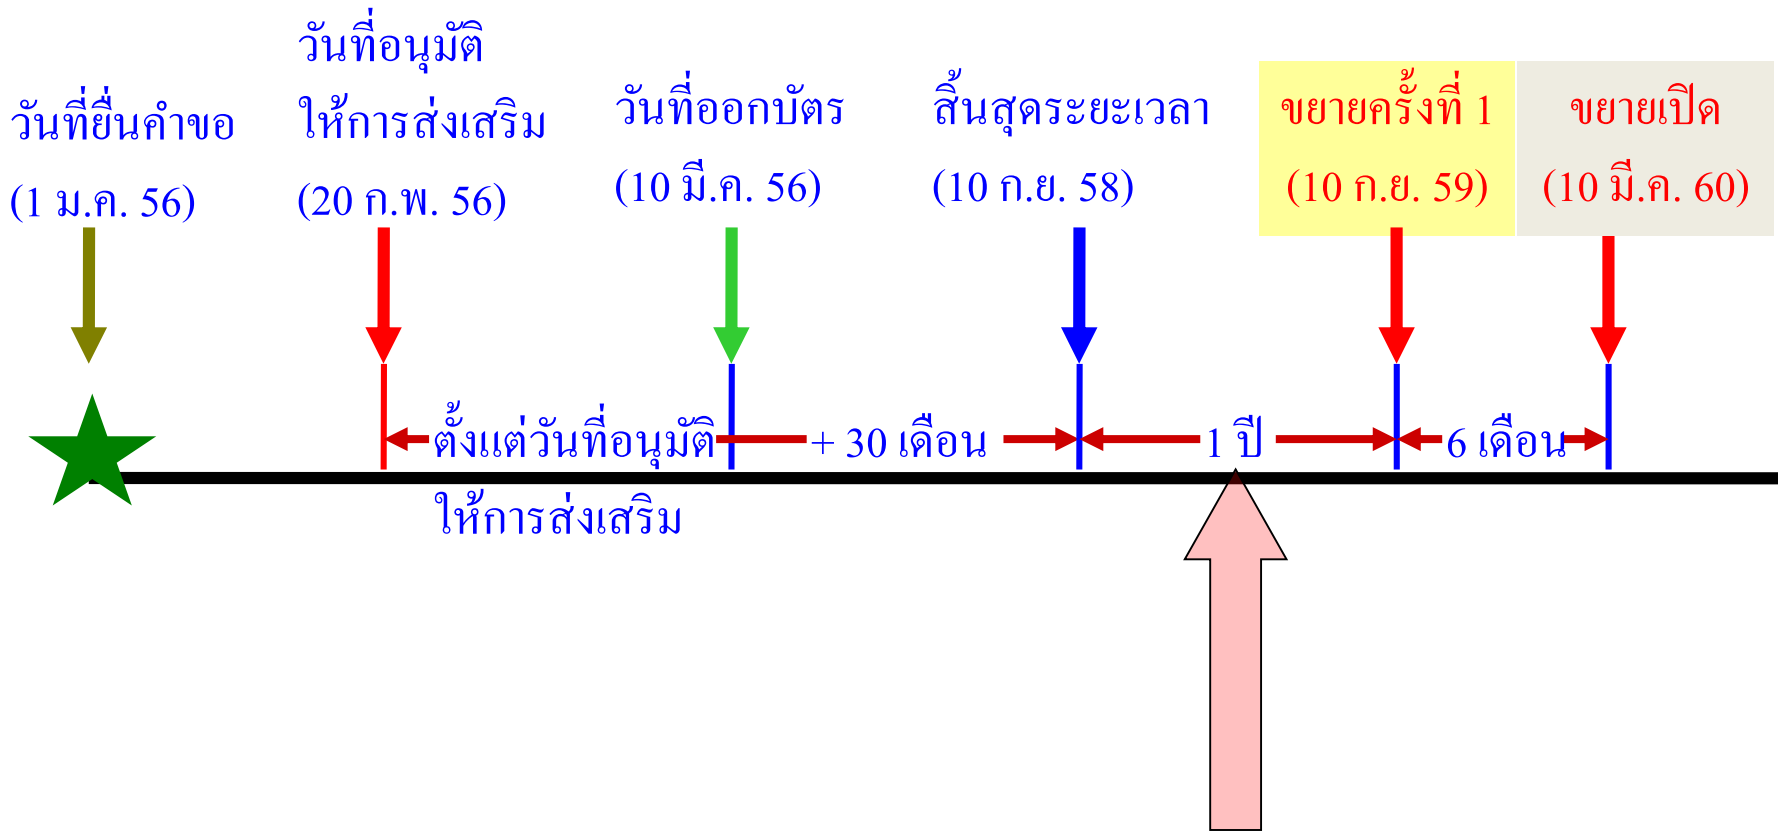 วันที่ยื่นคำขอ
(1 ม.ค. 56)
วันที่อนุมัติ
ให้การส่งเสริม
(20 ก.พ. 56)
วันที่ออกบัตร
(10 มี.ค. 56)
สิ้นสุดระยะเวลา
(10 ก.ย. 58)
ขยายครั้งที่ 1
(10 ก.ย. 59)
ขยายเปิด
(10 มี.ค. 60)
ตั้งแต่วันที่อนุมัติ
ให้การส่งเสริม
+ 30 เดือน
1 ปี
6 เดือน